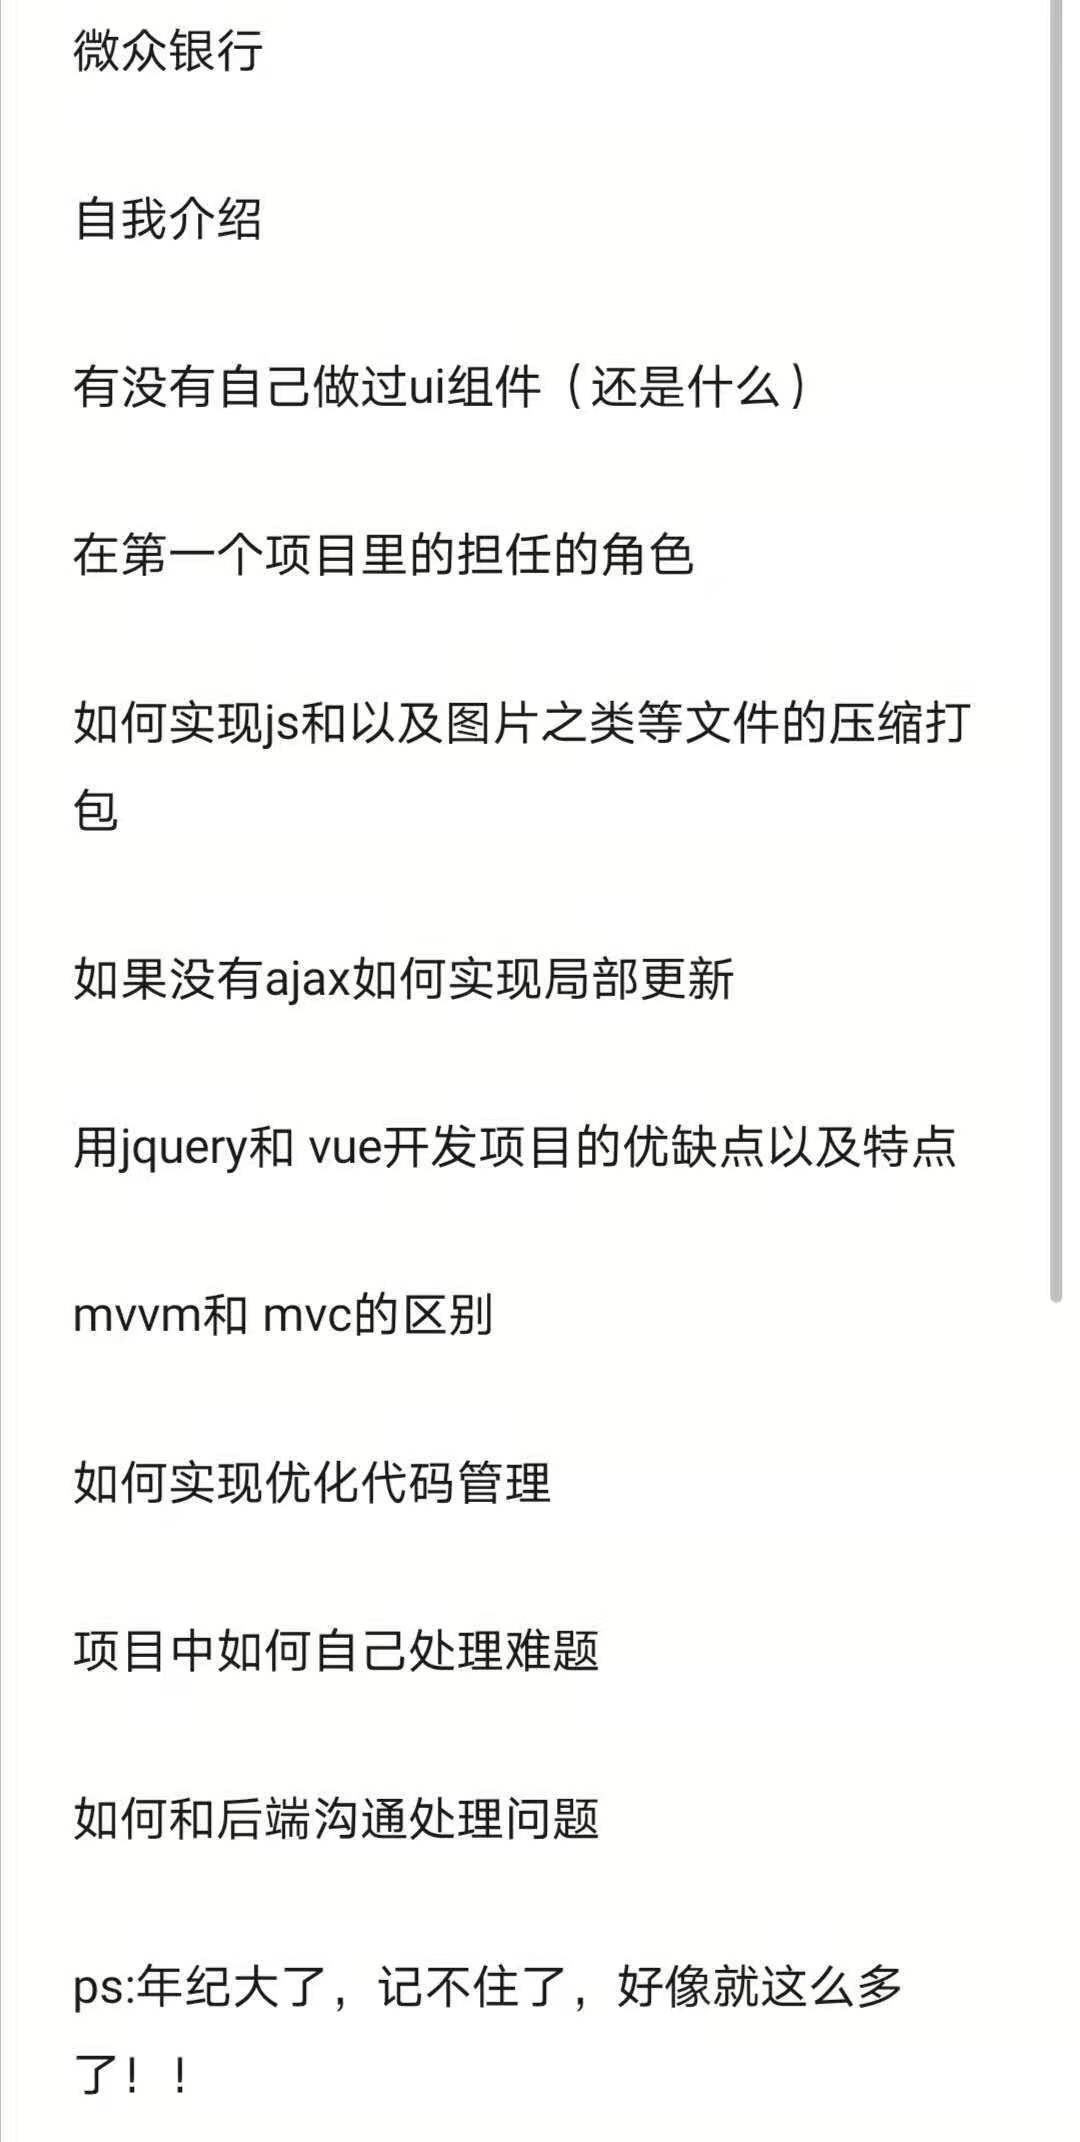 微众银行
自我介绍
有没有自己做过ui组件（还是什么）
在第一个项目里的担任的角色
如何实现js和以及图片之类等文件的压缩打
包
如果没有ajax如何实现局部更新
用jquery和 vue开发项目的优缺点以及特点
mvvm和 mvc的区别
如何实现优化代码管理
项目中如何自己处理难题
如何和后端沟通处理问题
ps:年纪大了，记不住了，好像就这么多
了！！